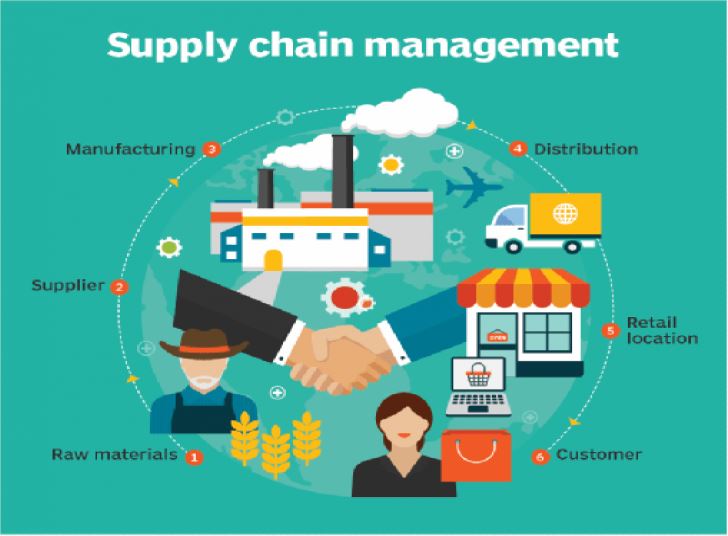 Supply chain management
Manufacturing 3
4 Distribution
Supplier 2
5 Retail
location
Raw materials 1
6 Customer